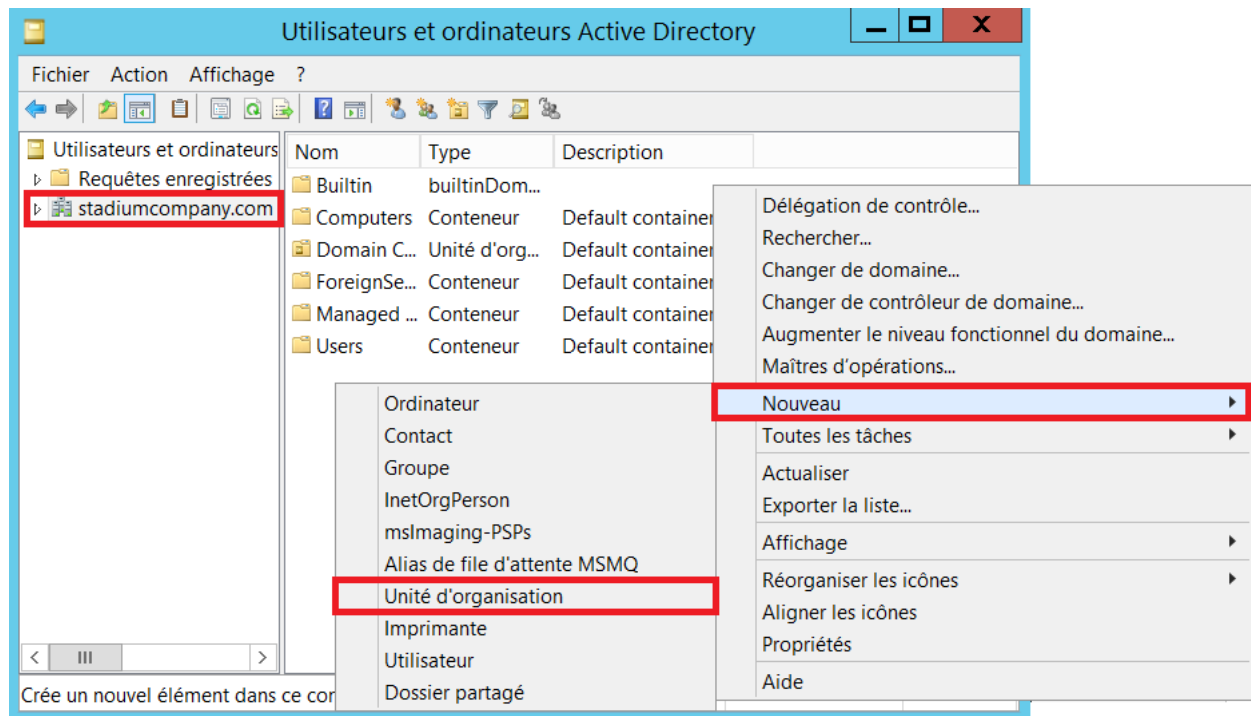 Utilisateurs et ordinateurs Active Directory
X
Fichier Action Affichage ?
Utilisateurs et ordinateurs
Requêtes enregistrées
stadiumcompany.com
Nom Type Description
Builtin builtinDom...
Computers Conteneur Default container
Domain C... Unité d'org... Default container
ForeignSe... Conteneur Default container
Managed ... Conteneur Default container
Users Conteneur Default container
Délégation de contrôle...
Rechercher...
Changer de domaine...
Changer de contrôleur de domaine...
Augmenter le niveau fonctionnel du domaine...
Maîtres d'opérations...
Nouveau
Toutes les tâches
Actualiser
Exporter la liste...
Affichage
Réorganiser les icônes
Aligner les icônes
Propriétés
Aide
Ordinateur
Contact
Groupe
InetOrgPerson
msImaging-PSPs
Alias de file d'attente MSMQ
Unité d'organisation
Imprimante
Utilisateur
Dossier partagé
Crée un nouvel élément dans ce cor